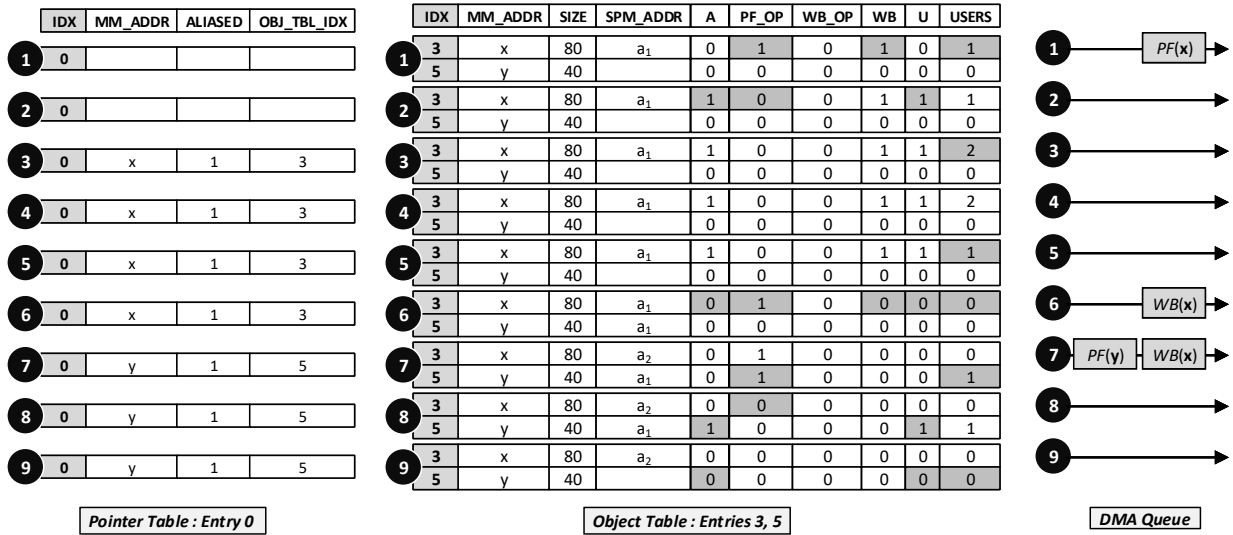 IDX MM_ADDR ALIASED OBJ_TBL_IDX
1 0
2 0
3 0 x 1 3
4 0 x 1 3
5 0 x 1 3
6 0 x 1 3
7 0 y 1 5
8 0 y 1 5
9 0 y 1 5
Pointer Table : Entry 0
IDX MM_ADDR SIZE SPM_ADDR A PF_OP WB_OP WB U USERS
1
3 x 80 a₁ 0 1 0 1 0 1
5 y 40 0 0 0 0 0 0
2
3 x 80 a₁ 1 0 0 1 1 1
5 y 40 0 0 0 0 0 0
3
3 x 80 a₁ 1 0 0 1 1 2
5 y 40 0 0 0 0 0 0
4
3 x 80 a₁ 1 0 0 1 1 2
5 y 40 0 0 0 0 0 0
5
3 x 80 a₁ 1 0 0 1 1 1
5 y 40 0 0 0 0 0 0
6
3 x 80 a₁ 0 1 0 0 0 0
5 y 40 a₁ 0 0 0 0 0 0
7
3 x 80 a₂ 0 1 0 0 0 0
5 y 40 a₁ 0 1 0 0 0 1
8
3 x 80 a₂ 0 0 0 0 0 0
5 y 40 a₁ 1 0 0 0 1 1
9
3 x 80 a₂ 0 0 0 0 0 0
5 y 40 0 0 0 0 0 0
Object Table : Entries 3, 5
1 PF(x)
2
3
4
5
6 WB(x)
7 PF(y) WB(x)
8
9
DMA Queue